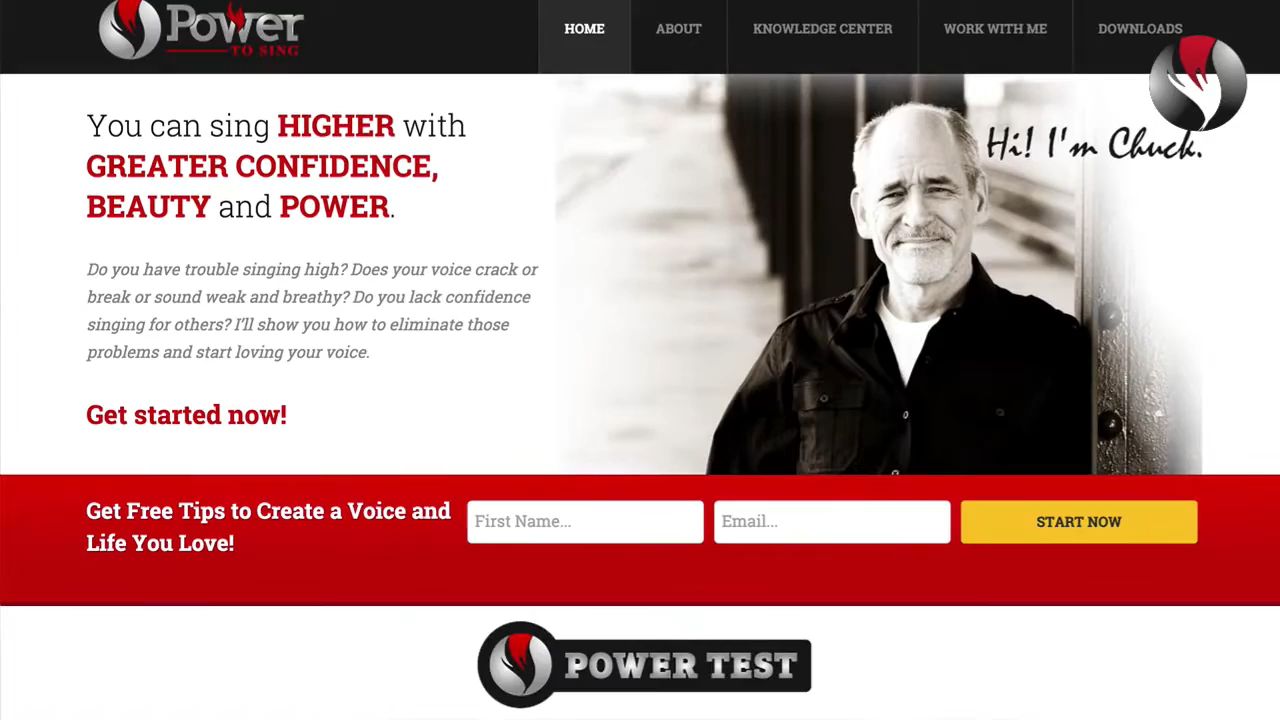 Power
TO SING
HOME
ABOUT
KNOWLEDGE CENTER
WORK WITH ME
DOWNLOADS
You can sing HIGHER with
GREATER CONFIDENCE,
BEAUTY and POWER.
Hi! I'm Chuck.
Do you have trouble singing high? Does your voice crack or
break or sound weak and breathy? Do you lack confidence
singing for others? I'll show you how to eliminate those
problems and start loving your voice.
Get started now!
Get Free Tips to Create a Voice and
Life You Love!
First Name...
Email...
START NOW
POWER TEST